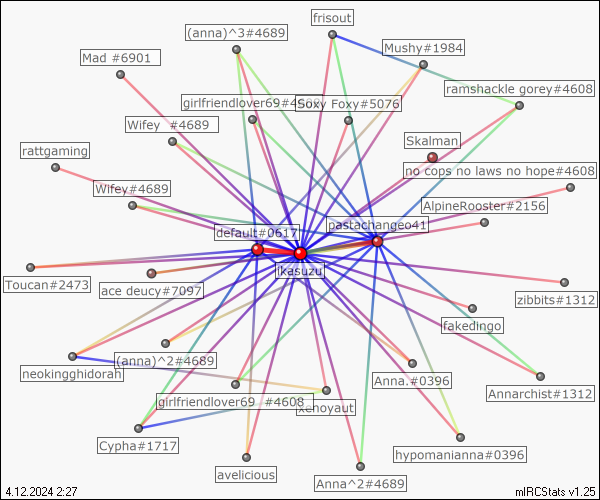 frisout
(anna)^3#4689
Mushy#1984
Mad #6901
ramshackle gorey#4608
girlfriendlover69#4
Soxy Foxy#5076
Wifey  #4689
Skalman
rattgaming
no cops no laws no hope#4608
Wifey#4689
AlpineRooster#2156
default#0617
pastachangeo41
ikasuzu
Toucan#2473
ace deucy#7097
zibbits#1312
fakedingo
(anna)^2#4689
neokingghidorah
Anna.#0396
Annarchist#1312
girlfriendlover69  #4608
xenoyaut
Cypha#1717
hypomanianna#0396
avelicious
Anna^2#4689
4.12.2024 2:27
mIRCStats v1.25